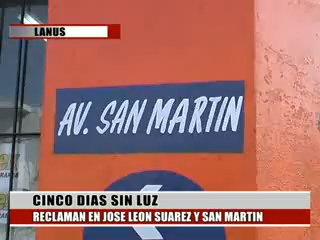 LANUS
AV. SAN MARTIN
CINCO DIAS SIN LUZ
RECLAMAN EN JOSE LEON SUAREZ Y SAN MARTIN